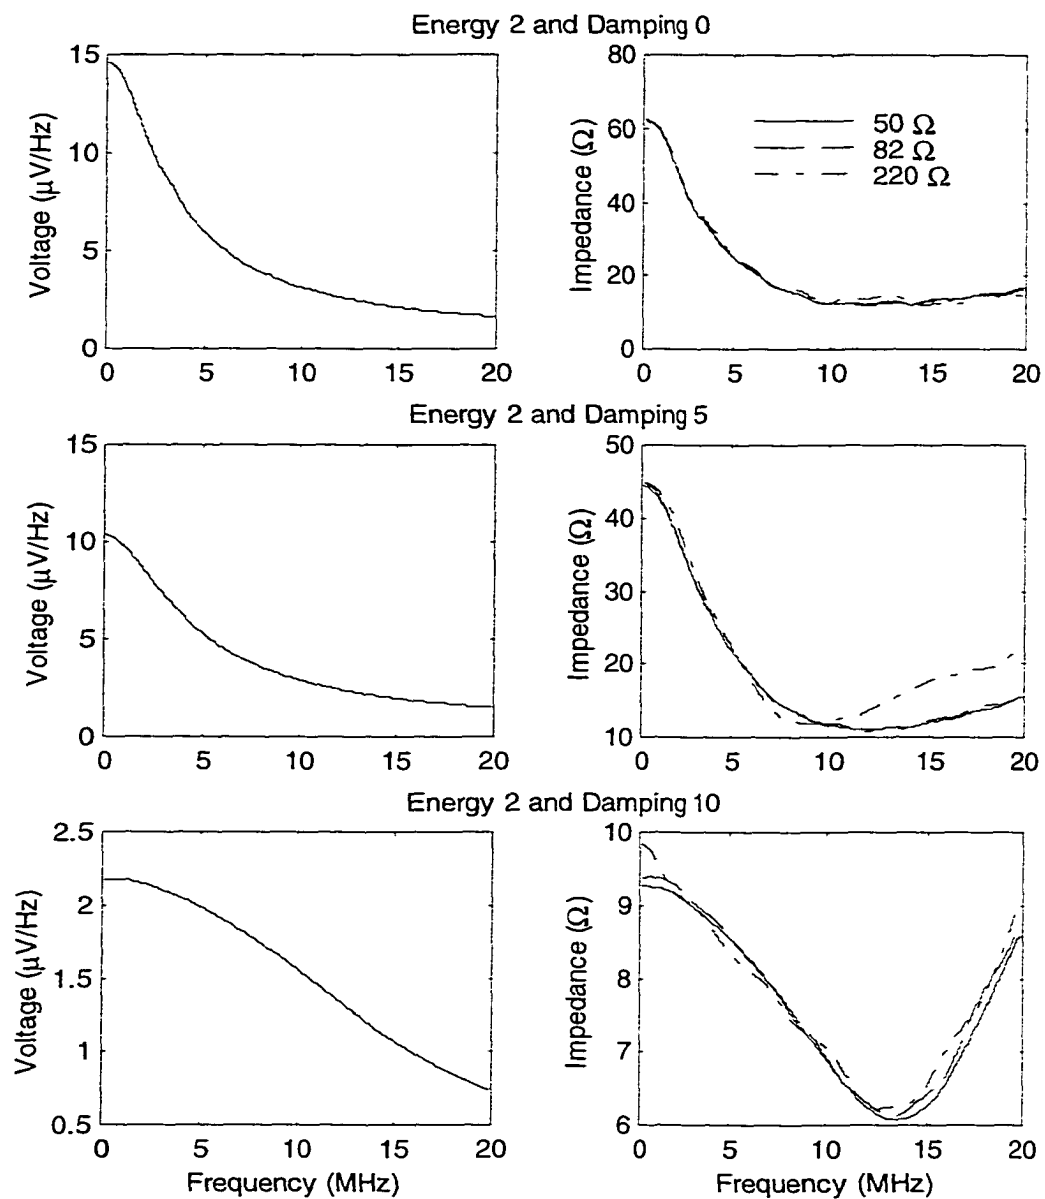 Energy 2 and Damping 0
15
10
5
0
Voltage (μV/Hz)
0 5 10 15 20
80
60
40
20
0
Impedance (Ω)
50 Ω
82 Ω
220 Ω
0 5 10 15 20
Energy 2 and Damping 5
15
10
5
0
Voltage (μV/Hz)
0 5 10 15 20
50
40
30
20
10
Impedance (Ω)
0 5 10 15 20
Energy 2 and Damping 10
2.5
2
1.5
1
0.5
Voltage (μV/Hz)
0 5 10 15 20
Frequency (MHz)
10
9
8
7
6
Impedance (Ω)
0 5 10 15 20
Frequency (MHz)